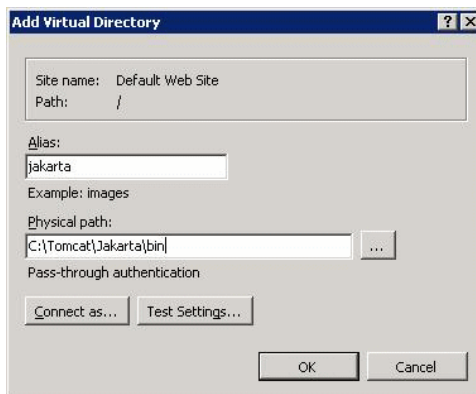 Add Virtual Directory
? X
Site name: Default Web Site
Path: /
Alias:
jakarta
Example: images
Physical path:
C:\Tomcat\Jakarta\bin
...
Pass-through authentication
Connect as... Test Settings...
OK Cancel